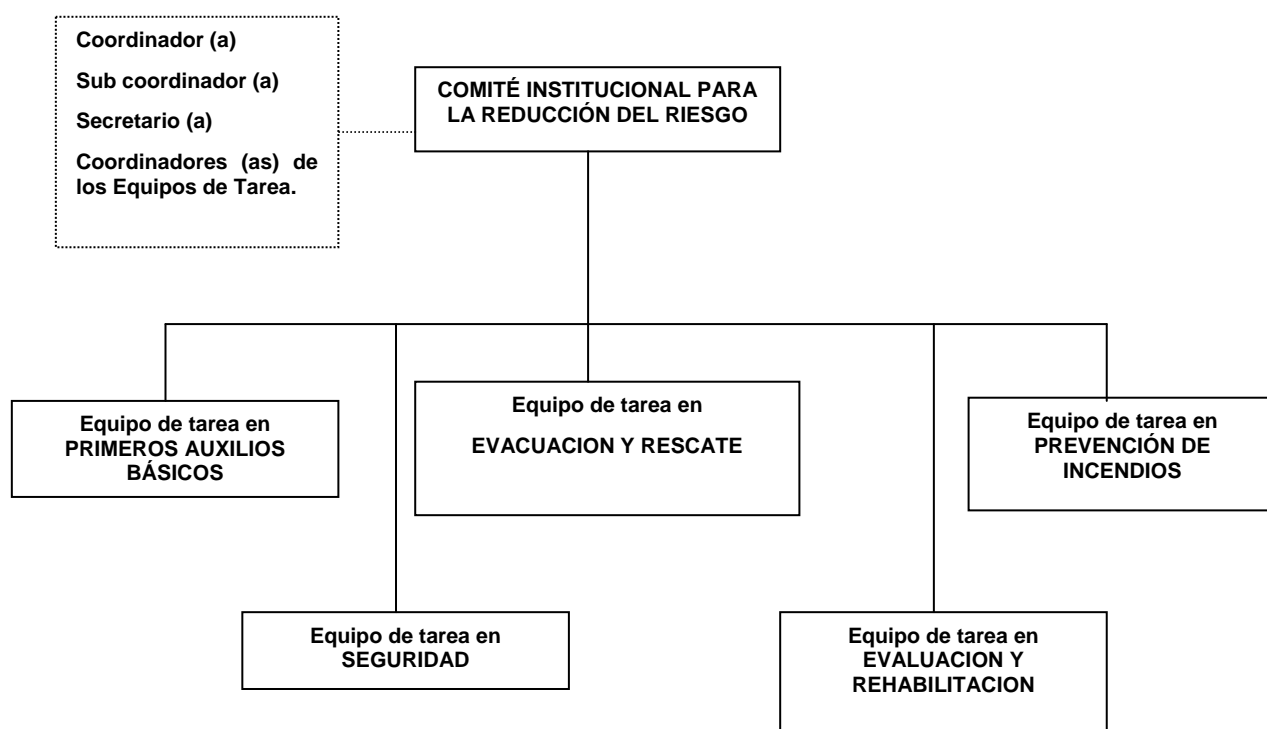 Coordinador (a)
Sub coordinador (a)
Secretario (a)
Coordinadores (as) de
los Equipos de Tarea.
COMITÉ INSTITUCIONAL PARA
LA REDUCCIÓN DEL RIESGO
Equipo de tarea en
PRIMEROS AUXILIOS
BÁSICOS
Equipo de tarea en
EVACUACION Y RESCATE
Equipo de tarea en
PREVENCIÓN DE
INCENDIOS
Equipo de tarea en
SEGURIDAD
Equipo de tarea en
EVALUACION Y
REHABILITACION